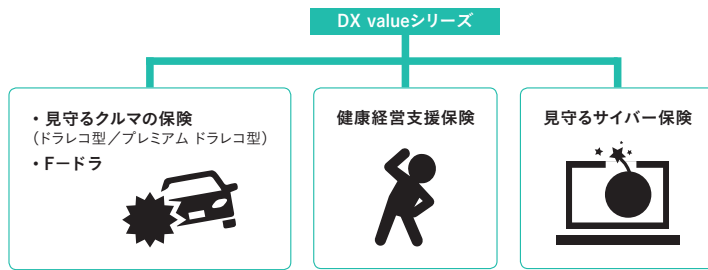 DX valueシリーズ
・見守るクルマの保険
(ドラレコ型／プレミアム ドラレコ型)
・Fードラ
健康経営支援保険
見守るサイバー保険